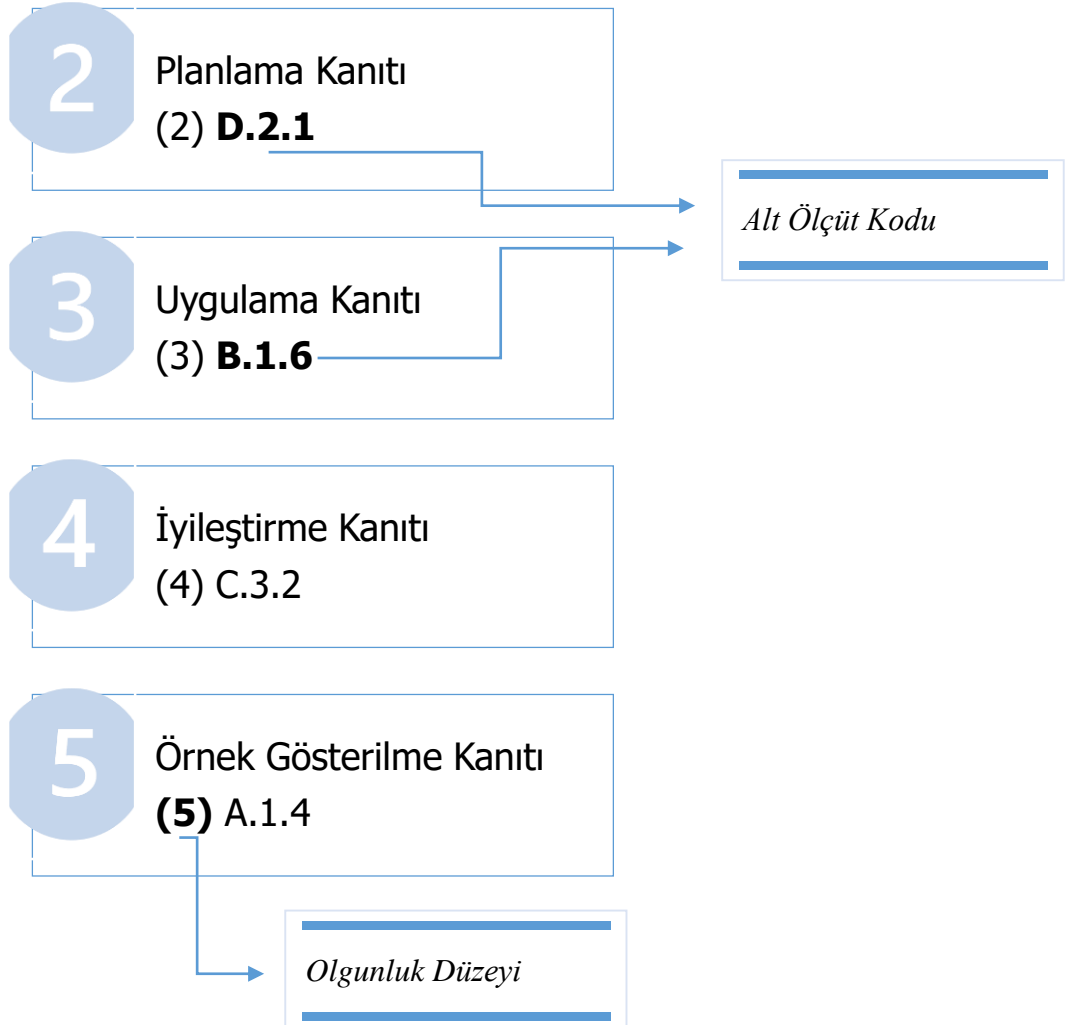 2
Planlama Kanıtı
(2) D.2.1
Alt Ölçüt Kodu
3
Uygulama Kanıtı
(3) B.1.6
4
İyileştirme Kanıtı
(4) C.3.2
5
Örnek Gösterilme Kanıtı
(5) A.1.4
Olgunluk Düzeyi